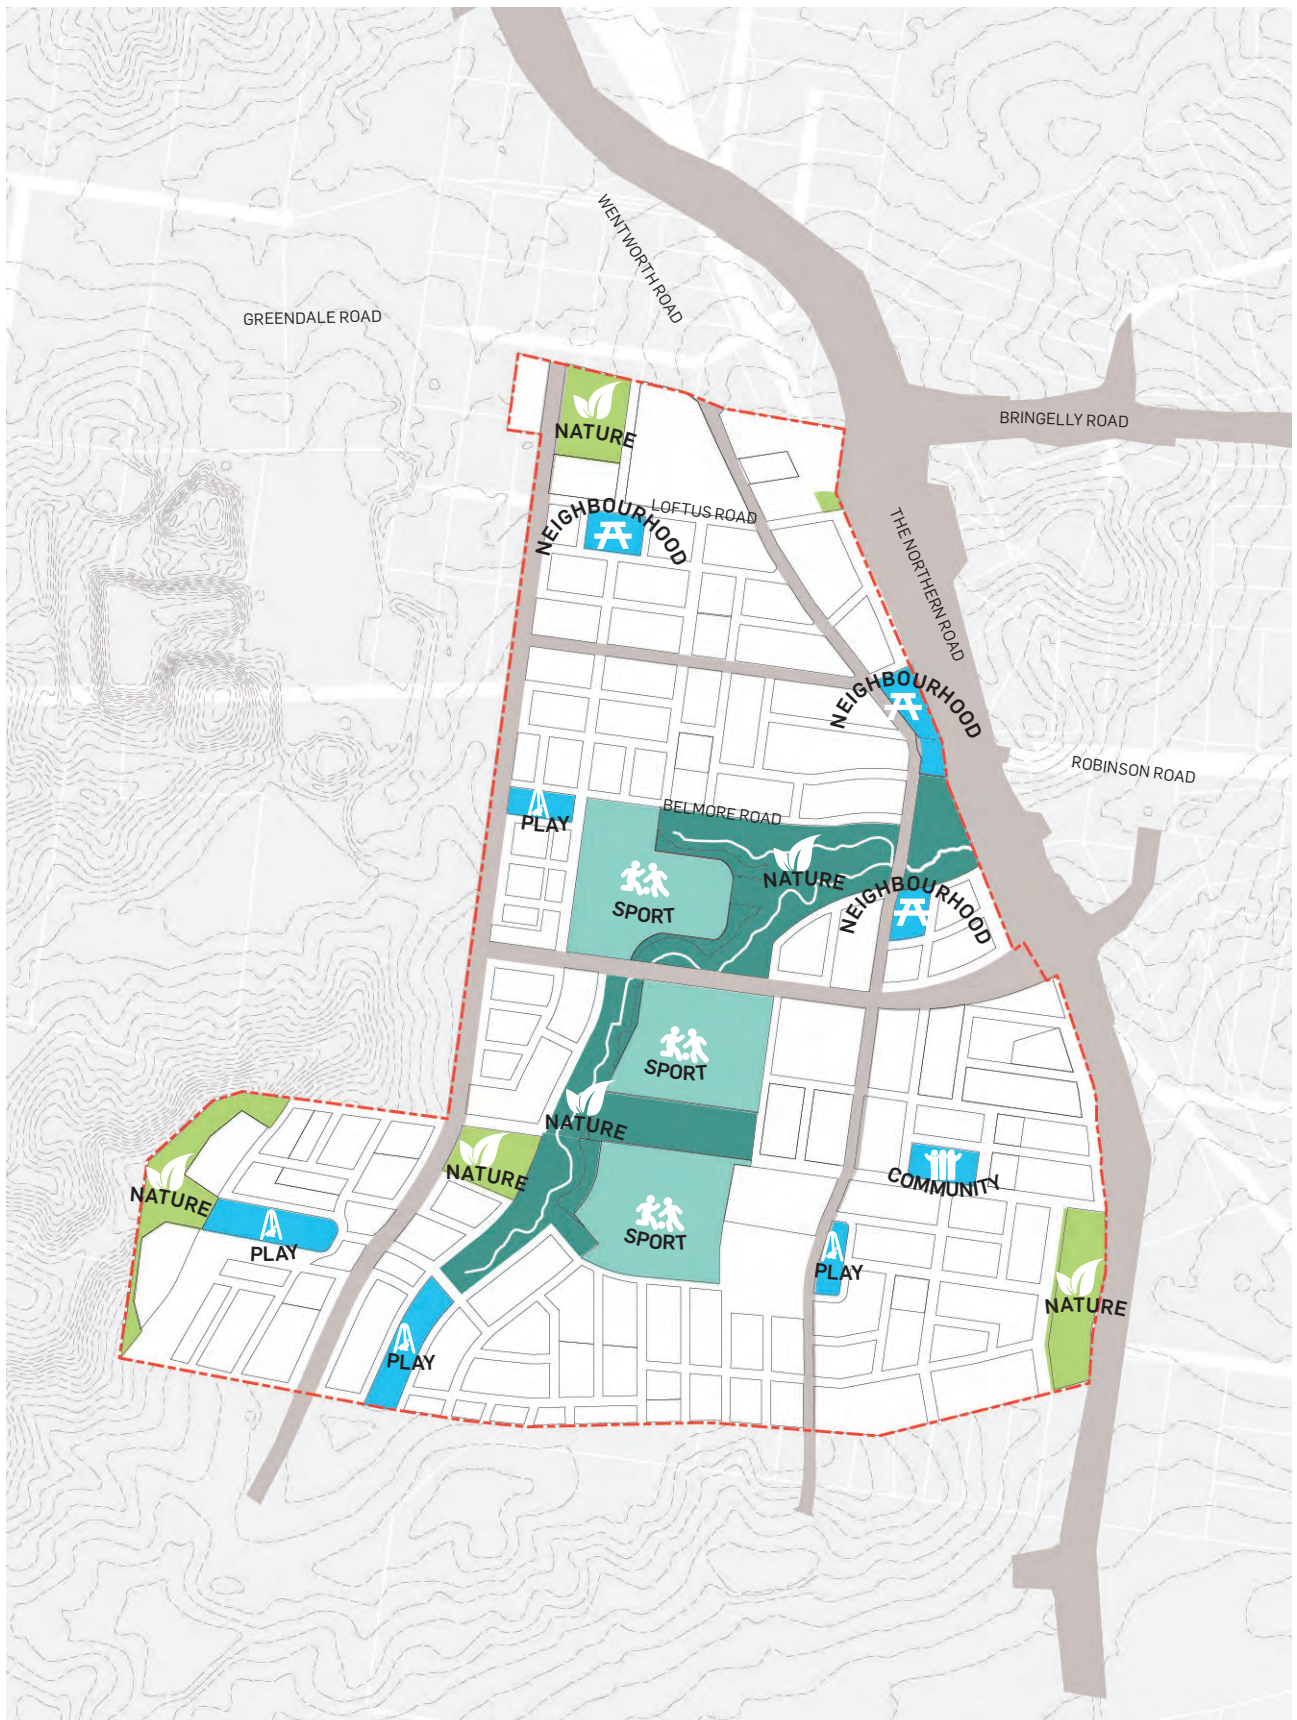 WENTWORTH ROAD
GREENDALE ROAD
BRINGELLY ROAD
NATURE
LOFTUS ROAD
NEIGHBOURHOOD
THE NORTHERN ROAD
NEIGHBOURHOOD
ROBINSON ROAD
BELMORE ROAD
PLAY
NATURE
NEIGHBOURHOOD
SPORT
SPORT
NATURE
NATURE
COMMUNITY
NATURE
PLAY
SPORT
PLAY
NATURE
PLAY